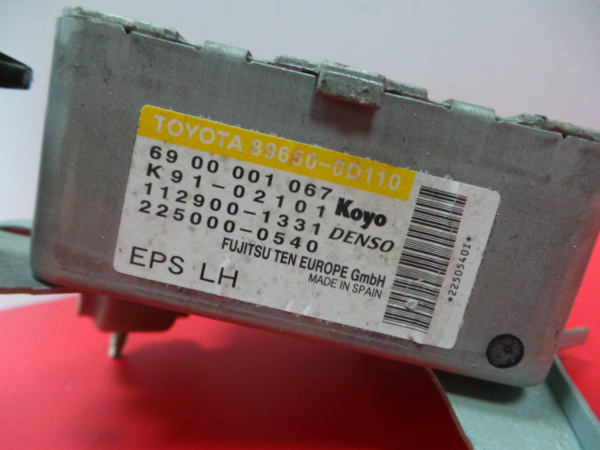 TOYOTA 89650-0D110
69 00 001 067
K91-02101 Koyo
112900-1331 DENSO
225000-0540
FUJITSU TEN EUROPE GmbH
EPS LH MADE IN SPAIN
*2250540I*